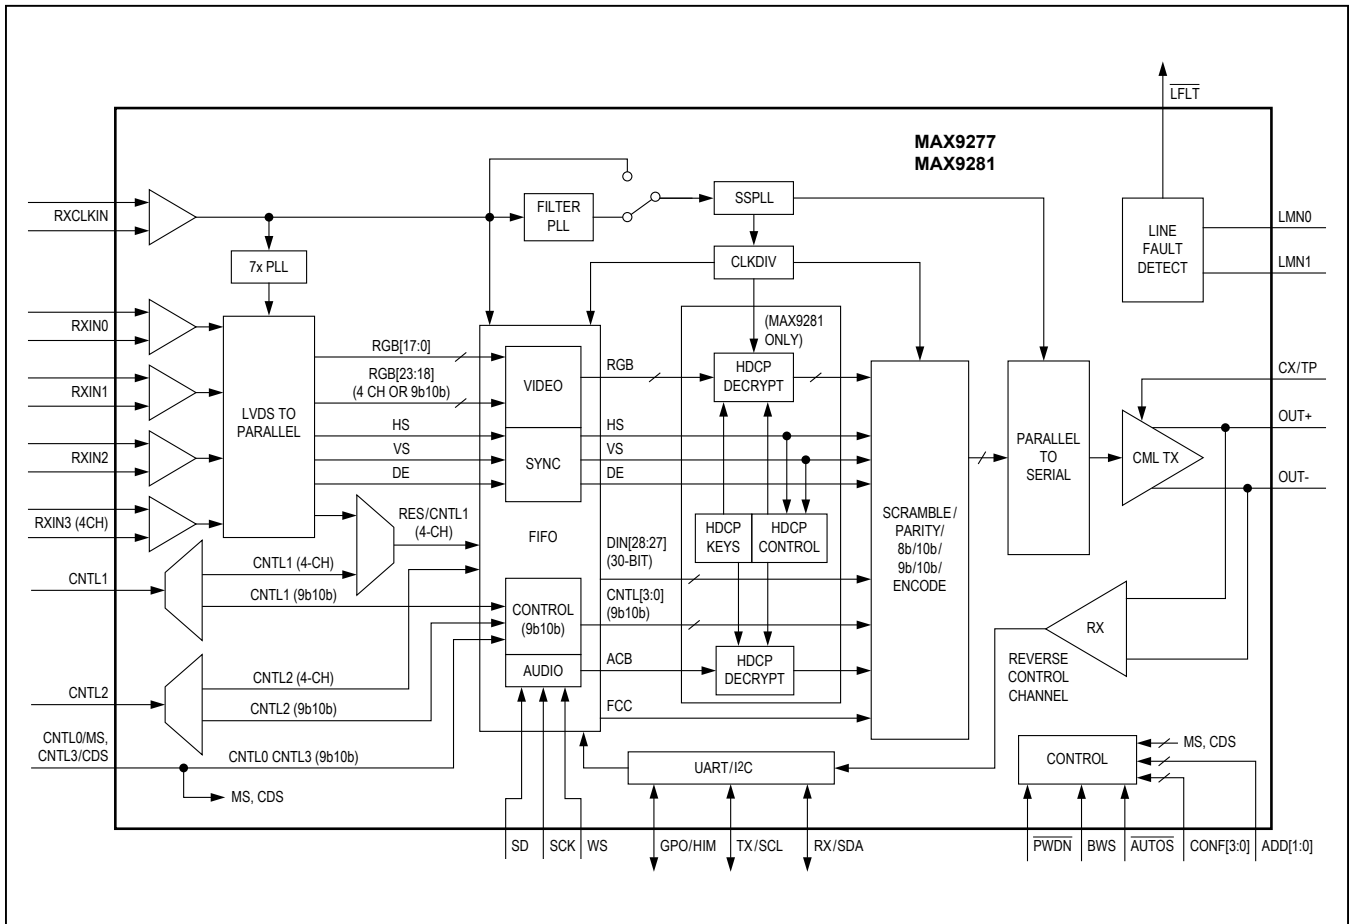 LFLT
MAX9277
MAX9281
RXCLKIN
FILTER
PLL
SSPLL
LINE
FAULT
DETECT
LMN0
LMN1
7x PLL
CLKDIV
RXIN0
(MAX9281
ONLY)
RGB[17:0]
RGB[23:18]
(4 CH OR 9b10b)
VIDEO
RGB
HDCP
DECRYPT
CX/TP
RXIN1
LVDS TO
PARALLEL
HS
VS
DE
SYNC
HS
VS
DE
PARALLEL
TO
SERIAL
CML TX
OUT+
OUT-
RXIN2
RXIN3 (4CH)
RES/CNTL1
(4-CH)
FIFO
HDCP
KEYS
HDCP
CONTROL
SCRAMBLE/
PARITY/
8b/10b/
9b/10b/
ENCODE
DIN[28:27]
(30-BIT)
CNTL1
CNTL1 (4-CH)
CNTL1 (9b10b)
CONTROL
(9b10b)
CNTL[3:0]
(9b10b)
RX
REVERSE
CONTROL
CHANNEL
AUDIO
ACB
HDCP
DECRYPT
CNTL2
CNTL2 (4-CH)
CNTL2 (9b10b)
FCC
CNTL0/MS,
CNTL3/CDS
CNTL0 CNTL3 (9b10b)
MS, CDS
UART/I2C
CONTROL
MS, CDS
SD
SCK
WS
GPO/HIM
TX/SCL
RX/SDA
PWDN
BWS
AUTOS
CONF[3:0]
ADD[1:0]